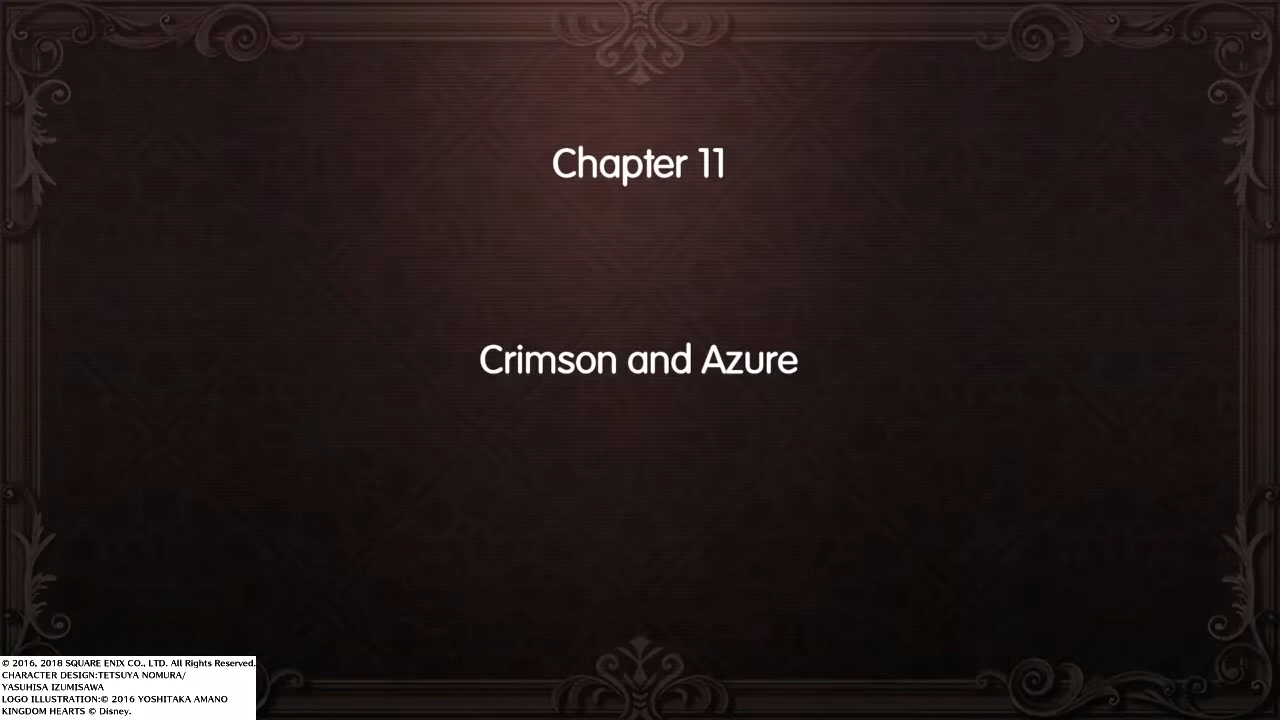 Chapter 11
Crimson and Azure
© 2016, 2018 SQUARE ENIX CO., LTD. All Rights Reserved.
CHARACTER DESIGN:TETSUYA NOMURA/
YASUHISA IZUMISAWA
LOGO ILLUSTRATION:© 2016 YOSHITAKA AMANO
KINGDOM HEARTS © Disney.